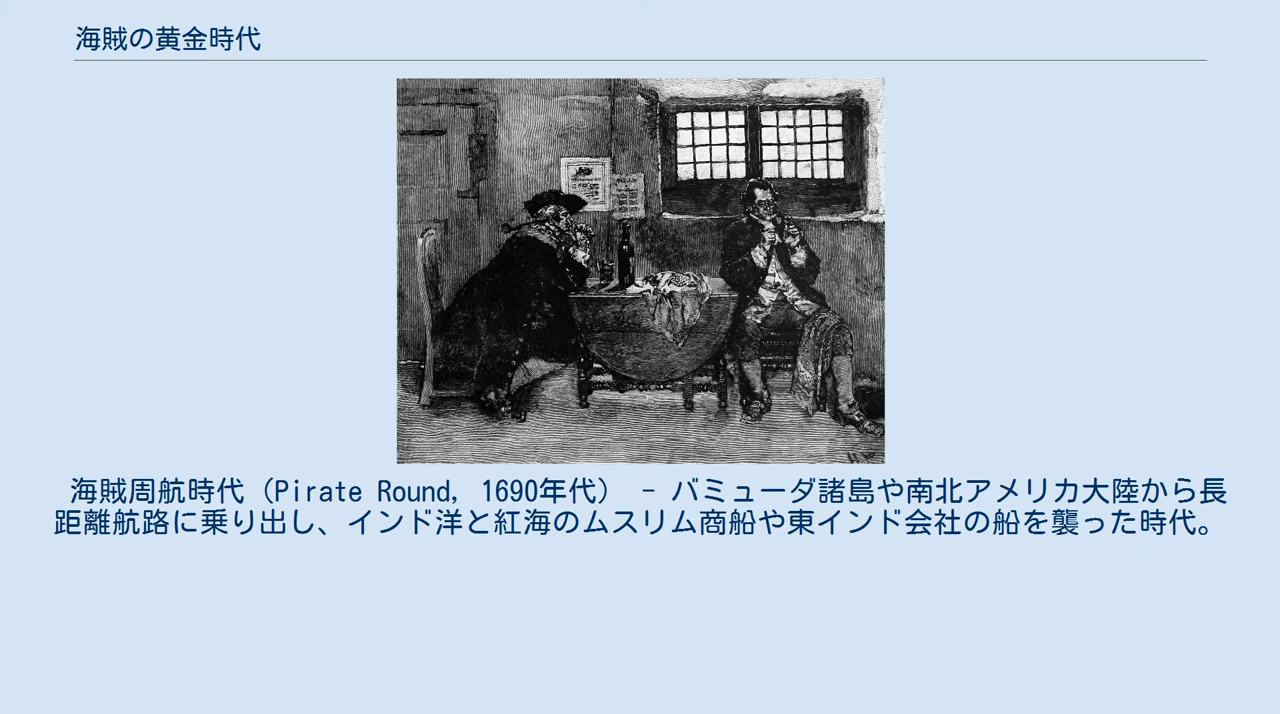 海賊の黄金時代
海賊周航時代（Pirate Round, 1690年代） － バミューダ諸島や南北アメリカ大陸から長
距離航路に乗り出し、インド洋と紅海のムスリム商船や東インド会社の船を襲った時代。